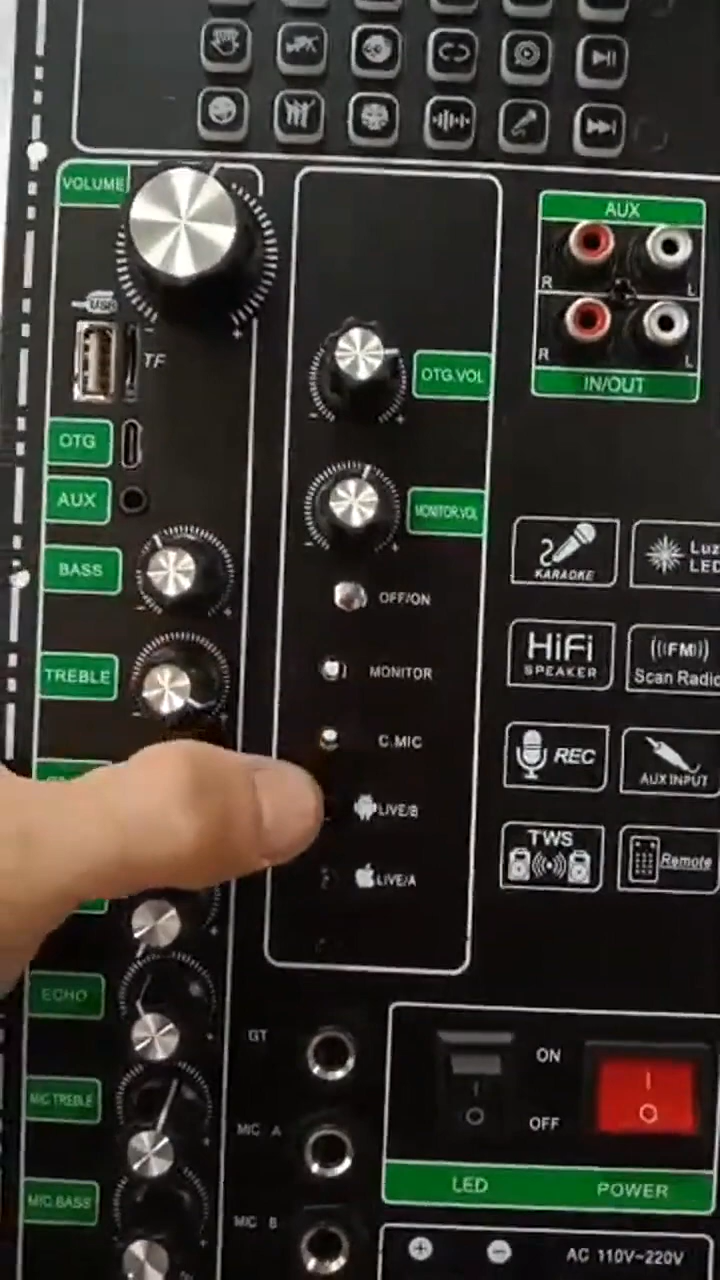 VOLUME
USB
TF
OTG
AUX
BASS
TREBLE
ECHO
MIC TREBLE
MIC BASS
OTG.VOL
MONITOR.VOL
OFF/ON
MONITOR
C.MIC
LIVE/B
LIVE/A
GT
MIC A
MIC B
AUX
R L
R L
IN/OUT
KARAOKE
Luz
LED
HiFi
SPEAKER
((FM))
Scan Radio
REC
AUX INPUT
TWS
Remote
ON
OFF
LED
POWER
AC 110V~220V